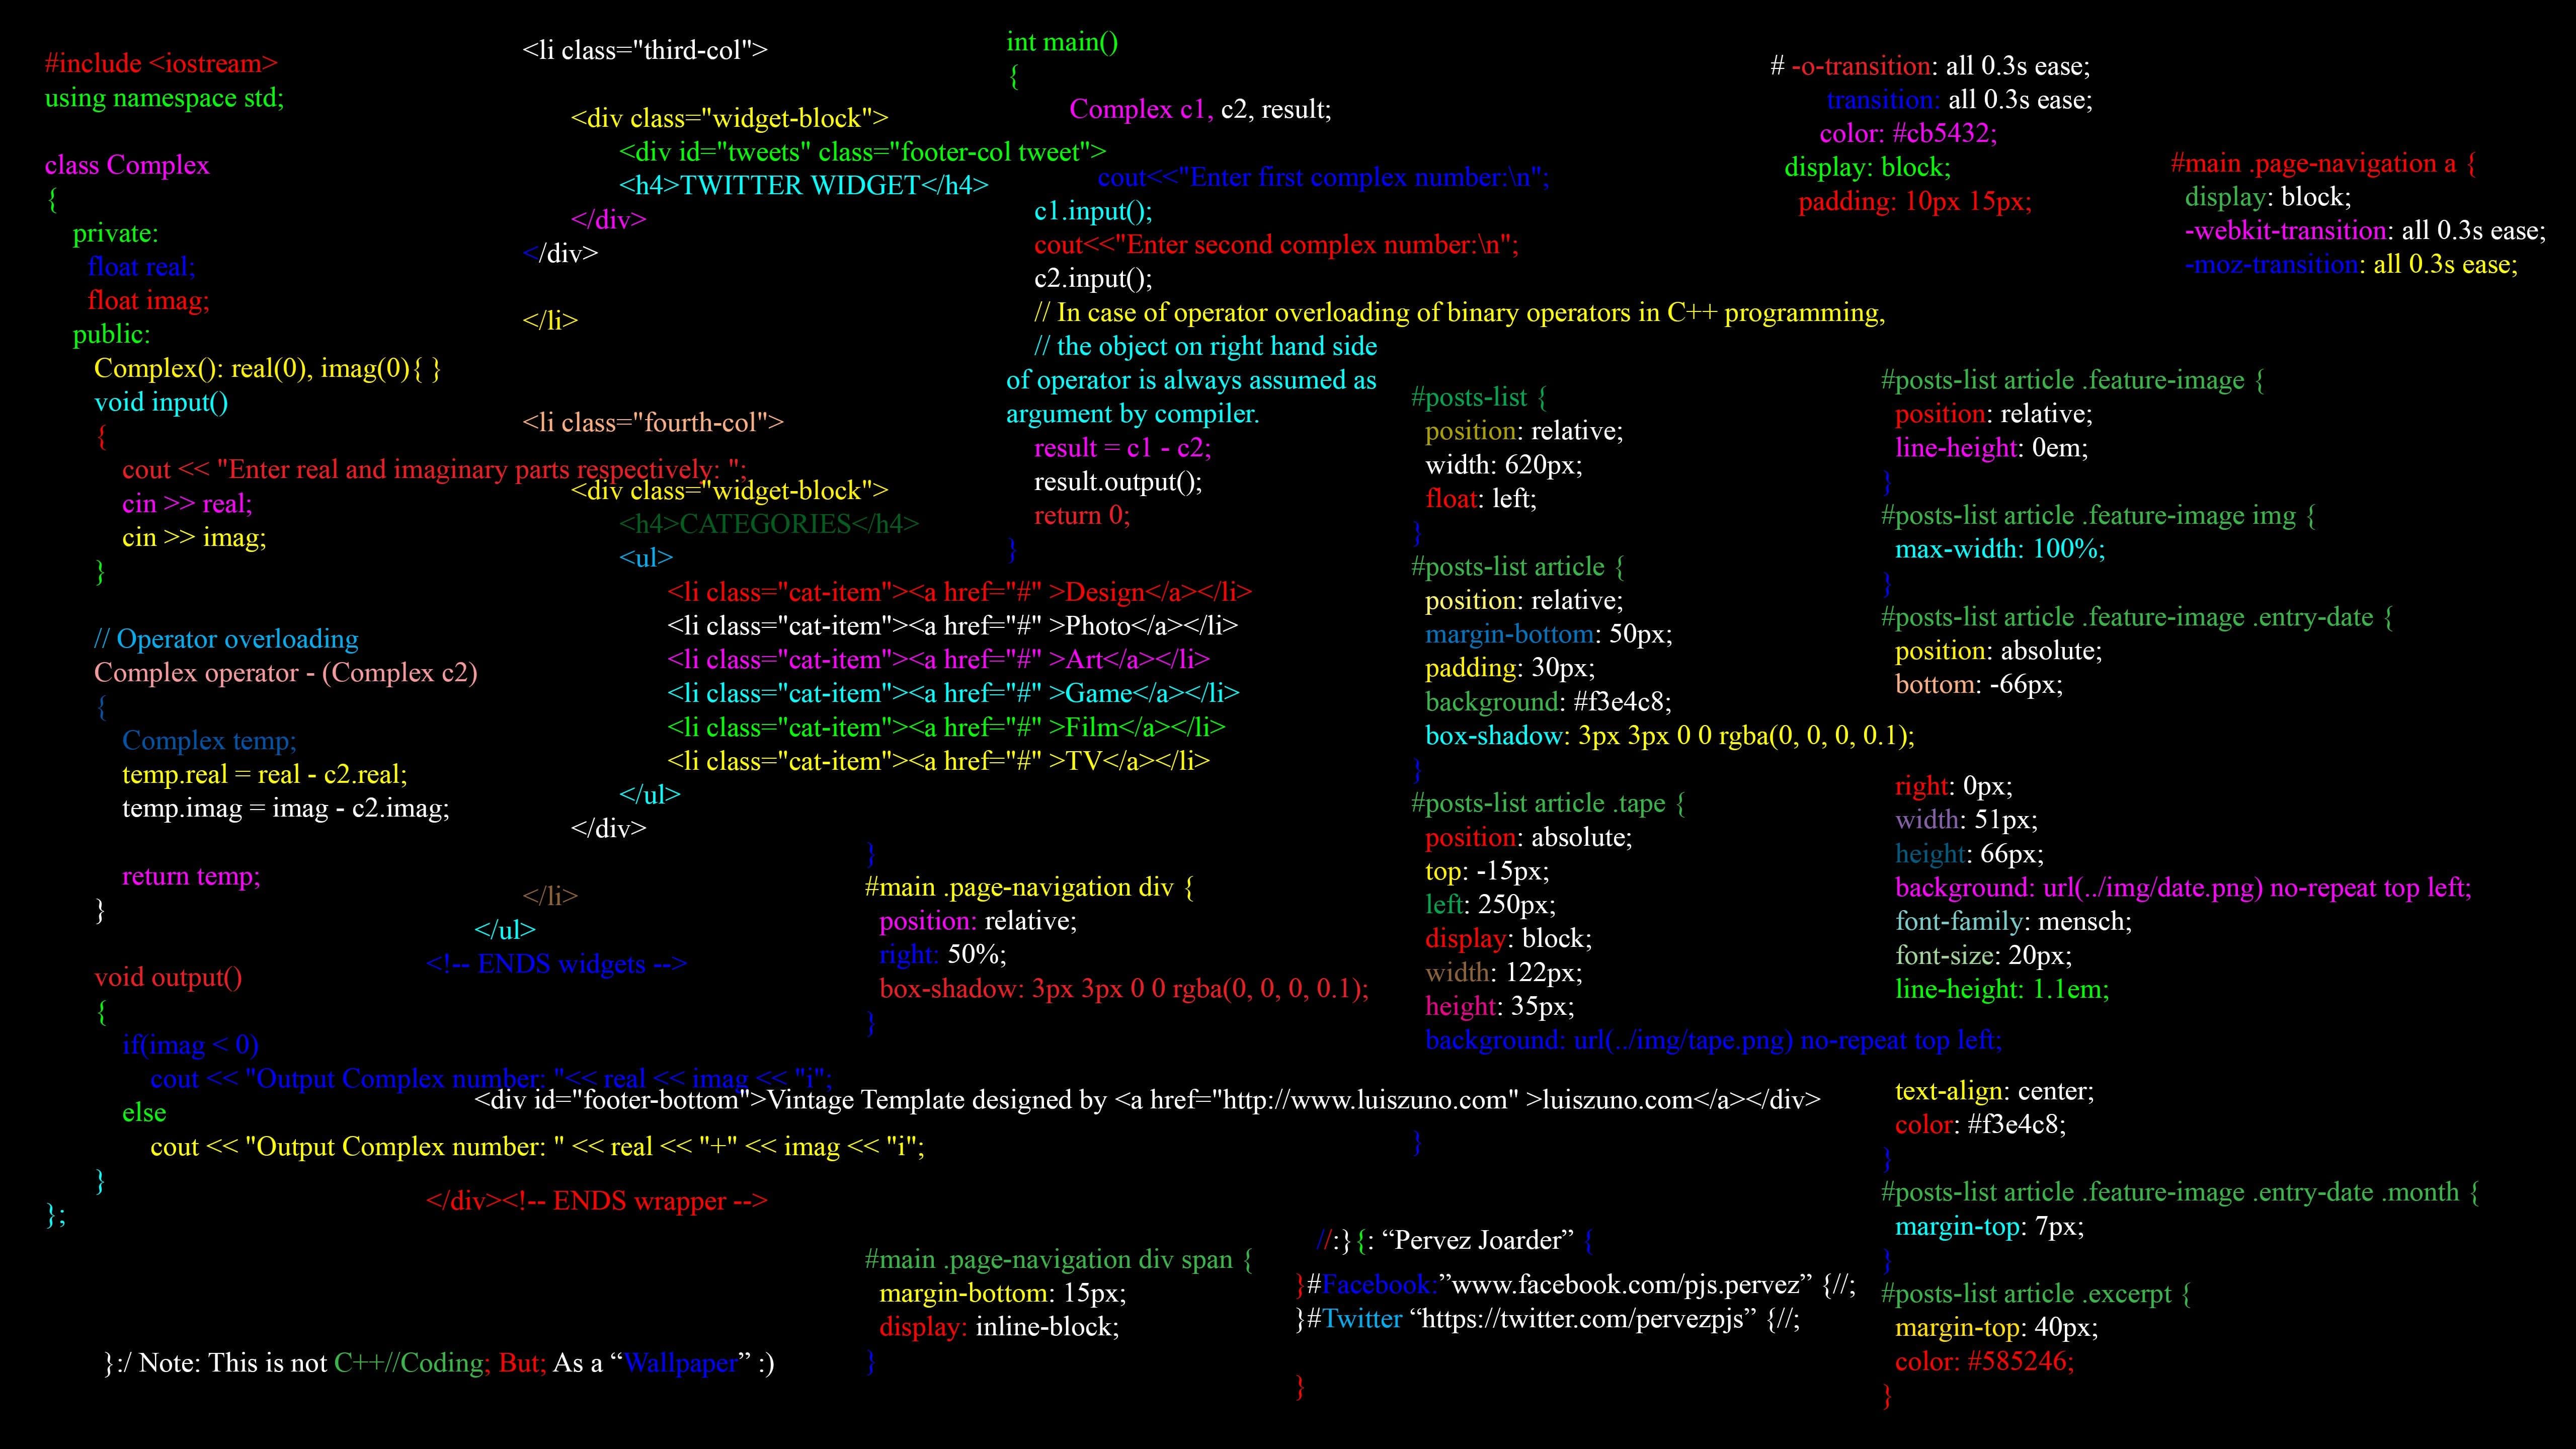 #include <iostream>
using namespace std;
class Complex
{
private:
float real;
float imag;
public:
Complex(): real(0), imag(0){ }
void input()
{
cout << "Enter real and imaginary parts respectively: ";
cin >> real;
cin >> imag;
}
// Operator overloading
Complex operator - (Complex c2)
{
Complex temp;
temp.real = real - c2.real;
temp.imag = imag - c2.imag;
return temp;
}
void output()
{
if(imag < 0)
cout << "Output Complex number: "<< real << imag << "i";
else
cout << "Output Complex number: " << real << "+" << imag << "i";
}
};
}:/ Note: This is not C++//Coding; But; As a “Wallpaper” :)
<li class="third-col">
<div class="widget-block">
<div id="tweets" class="footer-col tweet">
<h4>TWITTER WIDGET</h4>
</div>
</div>
</li>
<li class="fourth-col">
<div class="widget-block">
<h4>CATEGORIES</h4>
<ul>
<li class="cat-item"><a href="#" >Design</a></li>
<li class="cat-item"><a href="#" >Photo</a></li>
<li class="cat-item"><a href="#" >Art</a></li>
<li class="cat-item"><a href="#" >Game</a></li>
<li class="cat-item"><a href="#" >Film</a></li>
<li class="cat-item"><a href="#" >TV</a></li>
</ul>
</div>
</li>
</ul>
<!-- ENDS widgets -->
<div id="footer-bottom">Vintage Template designed by <a href="http://www.luiszuno.com" >luiszuno.com</a></div>
</div><!-- ENDS wrapper -->
int main()
{
Complex c1, c2, result;
cout<<"Enter first complex number:\n";
c1.input();
cout<<"Enter second complex number:\n";
c2.input();
// In case of operator overloading of binary operators in C++ programming,
// the object on right hand side
of operator is always assumed as
argument by compiler.
result = c1 - c2;
result.output();
return 0;
}
}
#main .page-navigation div {
position: relative;
right: 50%;
box-shadow: 3px 3px 0 0 rgba(0, 0, 0, 0.1);
}
#main .page-navigation div span {
margin-bottom: 15px;
display: inline-block;
}
# -o-transition: all 0.3s ease;
transition: all 0.3s ease;
color: #cb5432;
display: block;
padding: 10px 15px;
#main .page-navigation a {
display: block;
-webkit-transition: all 0.3s ease;
-moz-transition: all 0.3s ease;
#posts-list {
position: relative;
width: 620px;
float: left;
}
#posts-list article {
position: relative;
margin-bottom: 50px;
padding: 30px;
background: #f3e4c8;
box-shadow: 3px 3px 0 0 rgba(0, 0, 0, 0.1);
}
#posts-list article .tape {
position: absolute;
top: -15px;
left: 250px;
display: block;
width: 122px;
height: 35px;
background: url(../img/tape.png) no-repeat top left;
}
//:}{: “Pervez Joarder” {
}#Facebook:”www.facebook.com/pjs.pervez” {//;
}#Twitter “https://twitter.com/pervezpjs” {//;
}
#posts-list article .feature-image {
position: relative;
line-height: 0em;
}
#posts-list article .feature-image img {
max-width: 100%;
}
#posts-list article .feature-image .entry-date {
position: absolute;
bottom: -66px;
right: 0px;
width: 51px;
height: 66px;
background: url(../img/date.png) no-repeat top left;
font-family: mensch;
font-size: 20px;
line-height: 1.1em;
text-align: center;
color: #f3e4c8;
}
#posts-list article .feature-image .entry-date .month {
margin-top: 7px;
}
#posts-list article .excerpt {
margin-top: 40px;
color: #585246;
}